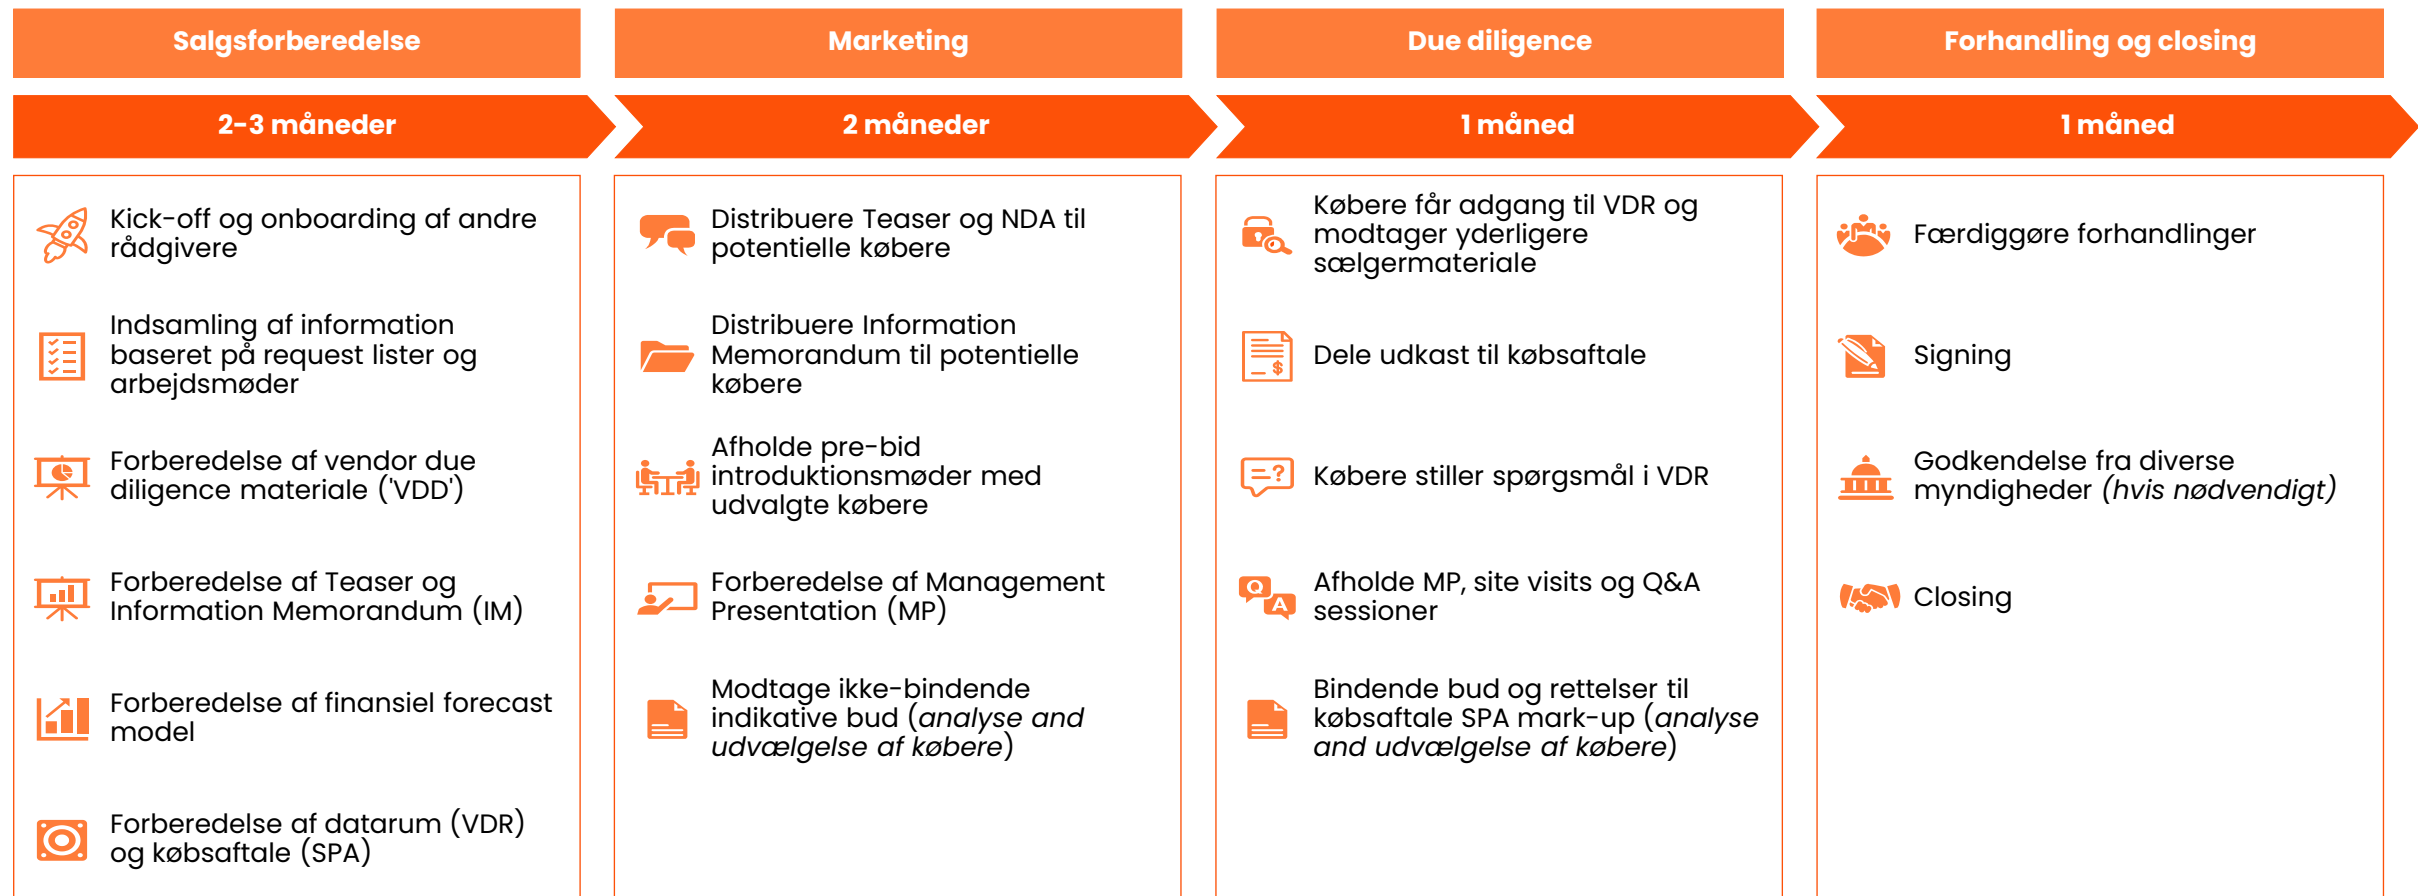 Salgsforberedelse
2-3 måneder
Kick-off og onboarding af andre
rådgivere
Indsamling af information
baseret på request lister og
arbejdsmøder
Forberedelse af vendor due
diligence materiale ('VDD')
Forberedelse af Teaser og
Information Memorandum (IM)
Forberedelse af finansiel forecast
model
Forberedelse af datarum (VDR)
og købsaftale (SPA)
Marketing
2 måneder
Distribuere Teaser og NDA til
potentielle købere
Distribuere Information
Memorandum til potentielle
købere
Afholde pre-bid
introduktionsmøder med
udvalgte købere
Forberedelse af Management
Presentation (MP)
Modtage ikke-bindende
indikative bud (analyse and
udvælgelse af købere)
Due diligence
1 måned
Købere får adgang til VDR og
modtager yderligere
sælgermateriale
$
Dele udkast til købsaftale
?
Købere stiller spørgsmål i VDR
Q
A
Afholde MP, site visits og Q&A
sessioner
Bindende bud og rettelser til
købsaftale SPA mark-up (analyse
and udvælgelse af købere)
Forhandling og closing
1 måned
Færdiggøre forhandlinger
Signing
Godkendelse fra diverse
myndigheder (hvis nødvendigt)
Closing